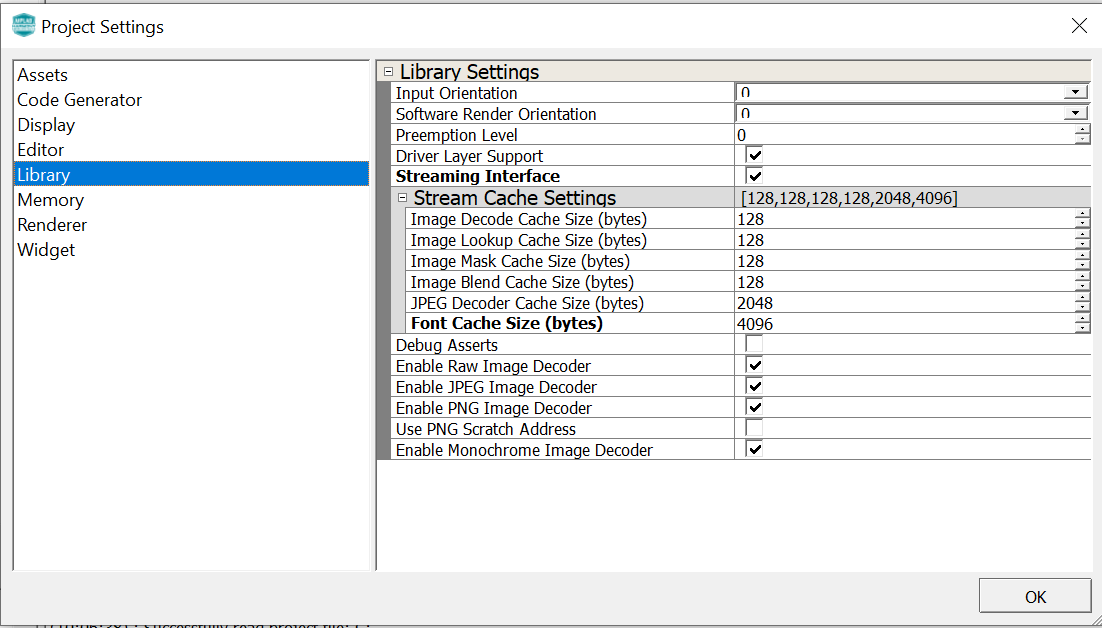 Project Settings
Assets
Code Generator
Display
Editor
Library
Memory
Renderer
Widget
Library Settings
Input Orientation 0
Software Render Orientation 0
Preemption Level 0
Driver Layer Support
Streaming Interface
Stream Cache Settings [128,128,128,128,2048,4096]
Image Decode Cache Size (bytes) 128
Image Lookup Cache Size (bytes) 128
Image Mask Cache Size (bytes) 128
Image Blend Cache Size (bytes) 128
JPEG Decoder Cache Size (bytes) 2048
Font Cache Size (bytes) 4096
Debug Asserts
Enable Raw Image Decoder
Enable JPEG Image Decoder
Enable PNG Image Decoder
Use PNG Scratch Address
Enable Monochrome Image Decoder
OK